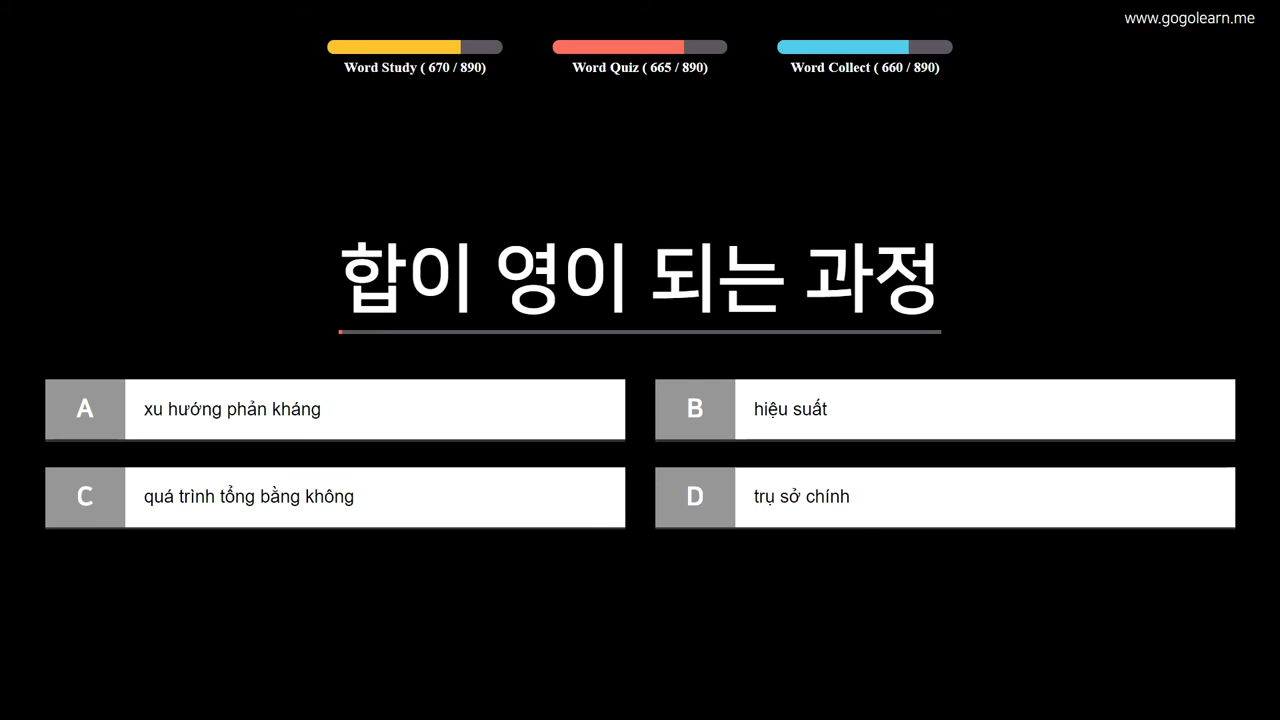 www.gogolearn.me
Word Study ( 670 / 890)
Word Quiz ( 665 / 890)
Word Collect ( 660 / 890)
합이 영이 되는 과정
A xu hướng phản kháng
B hiệu suất
C quá trình tổng bằng không
D trụ sở chính